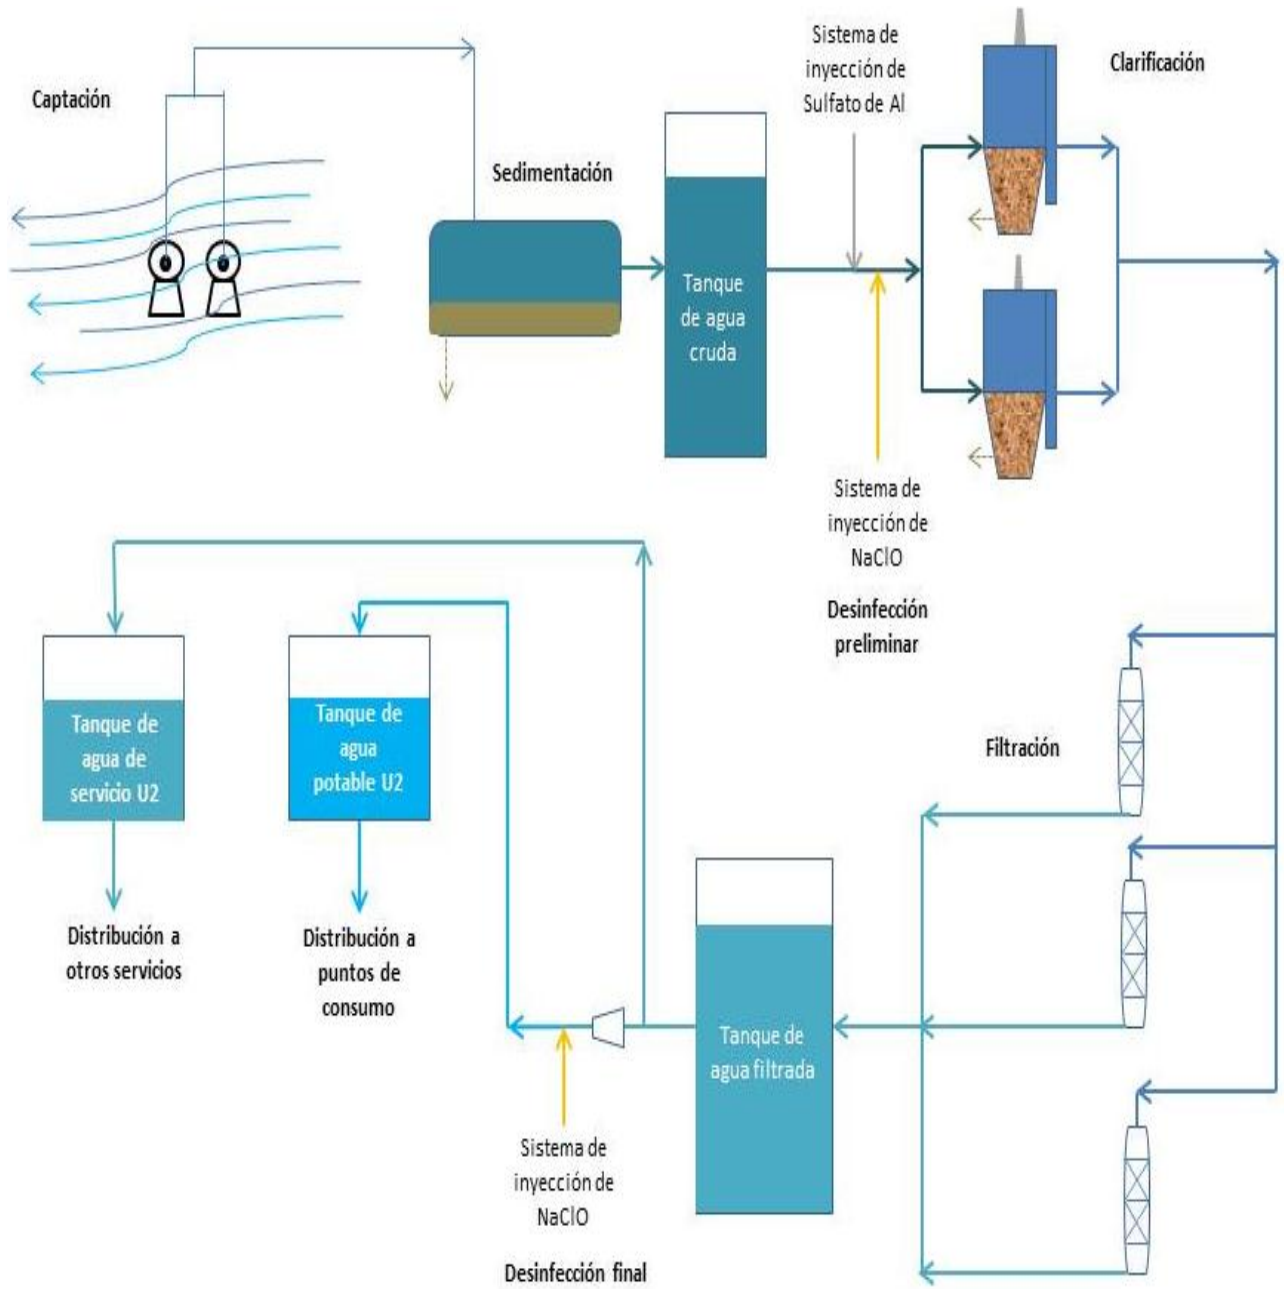 Captación
Sedimentación
Sistema de
inyección de
Sulfato de Al
Clarificación
Tanque
de agua
cruda
Sistema de
inyección de
NaClO
Desinfección
preliminar
Filtración
Tanque de
agua de
servicio U2
Tanque de
agua
potable U2
Distribución a
otros servicios
Distribución a
puntos de
consumo
Tanque de
agua filtrada
Sistema de
inyección de
NaClO
Desinfección final